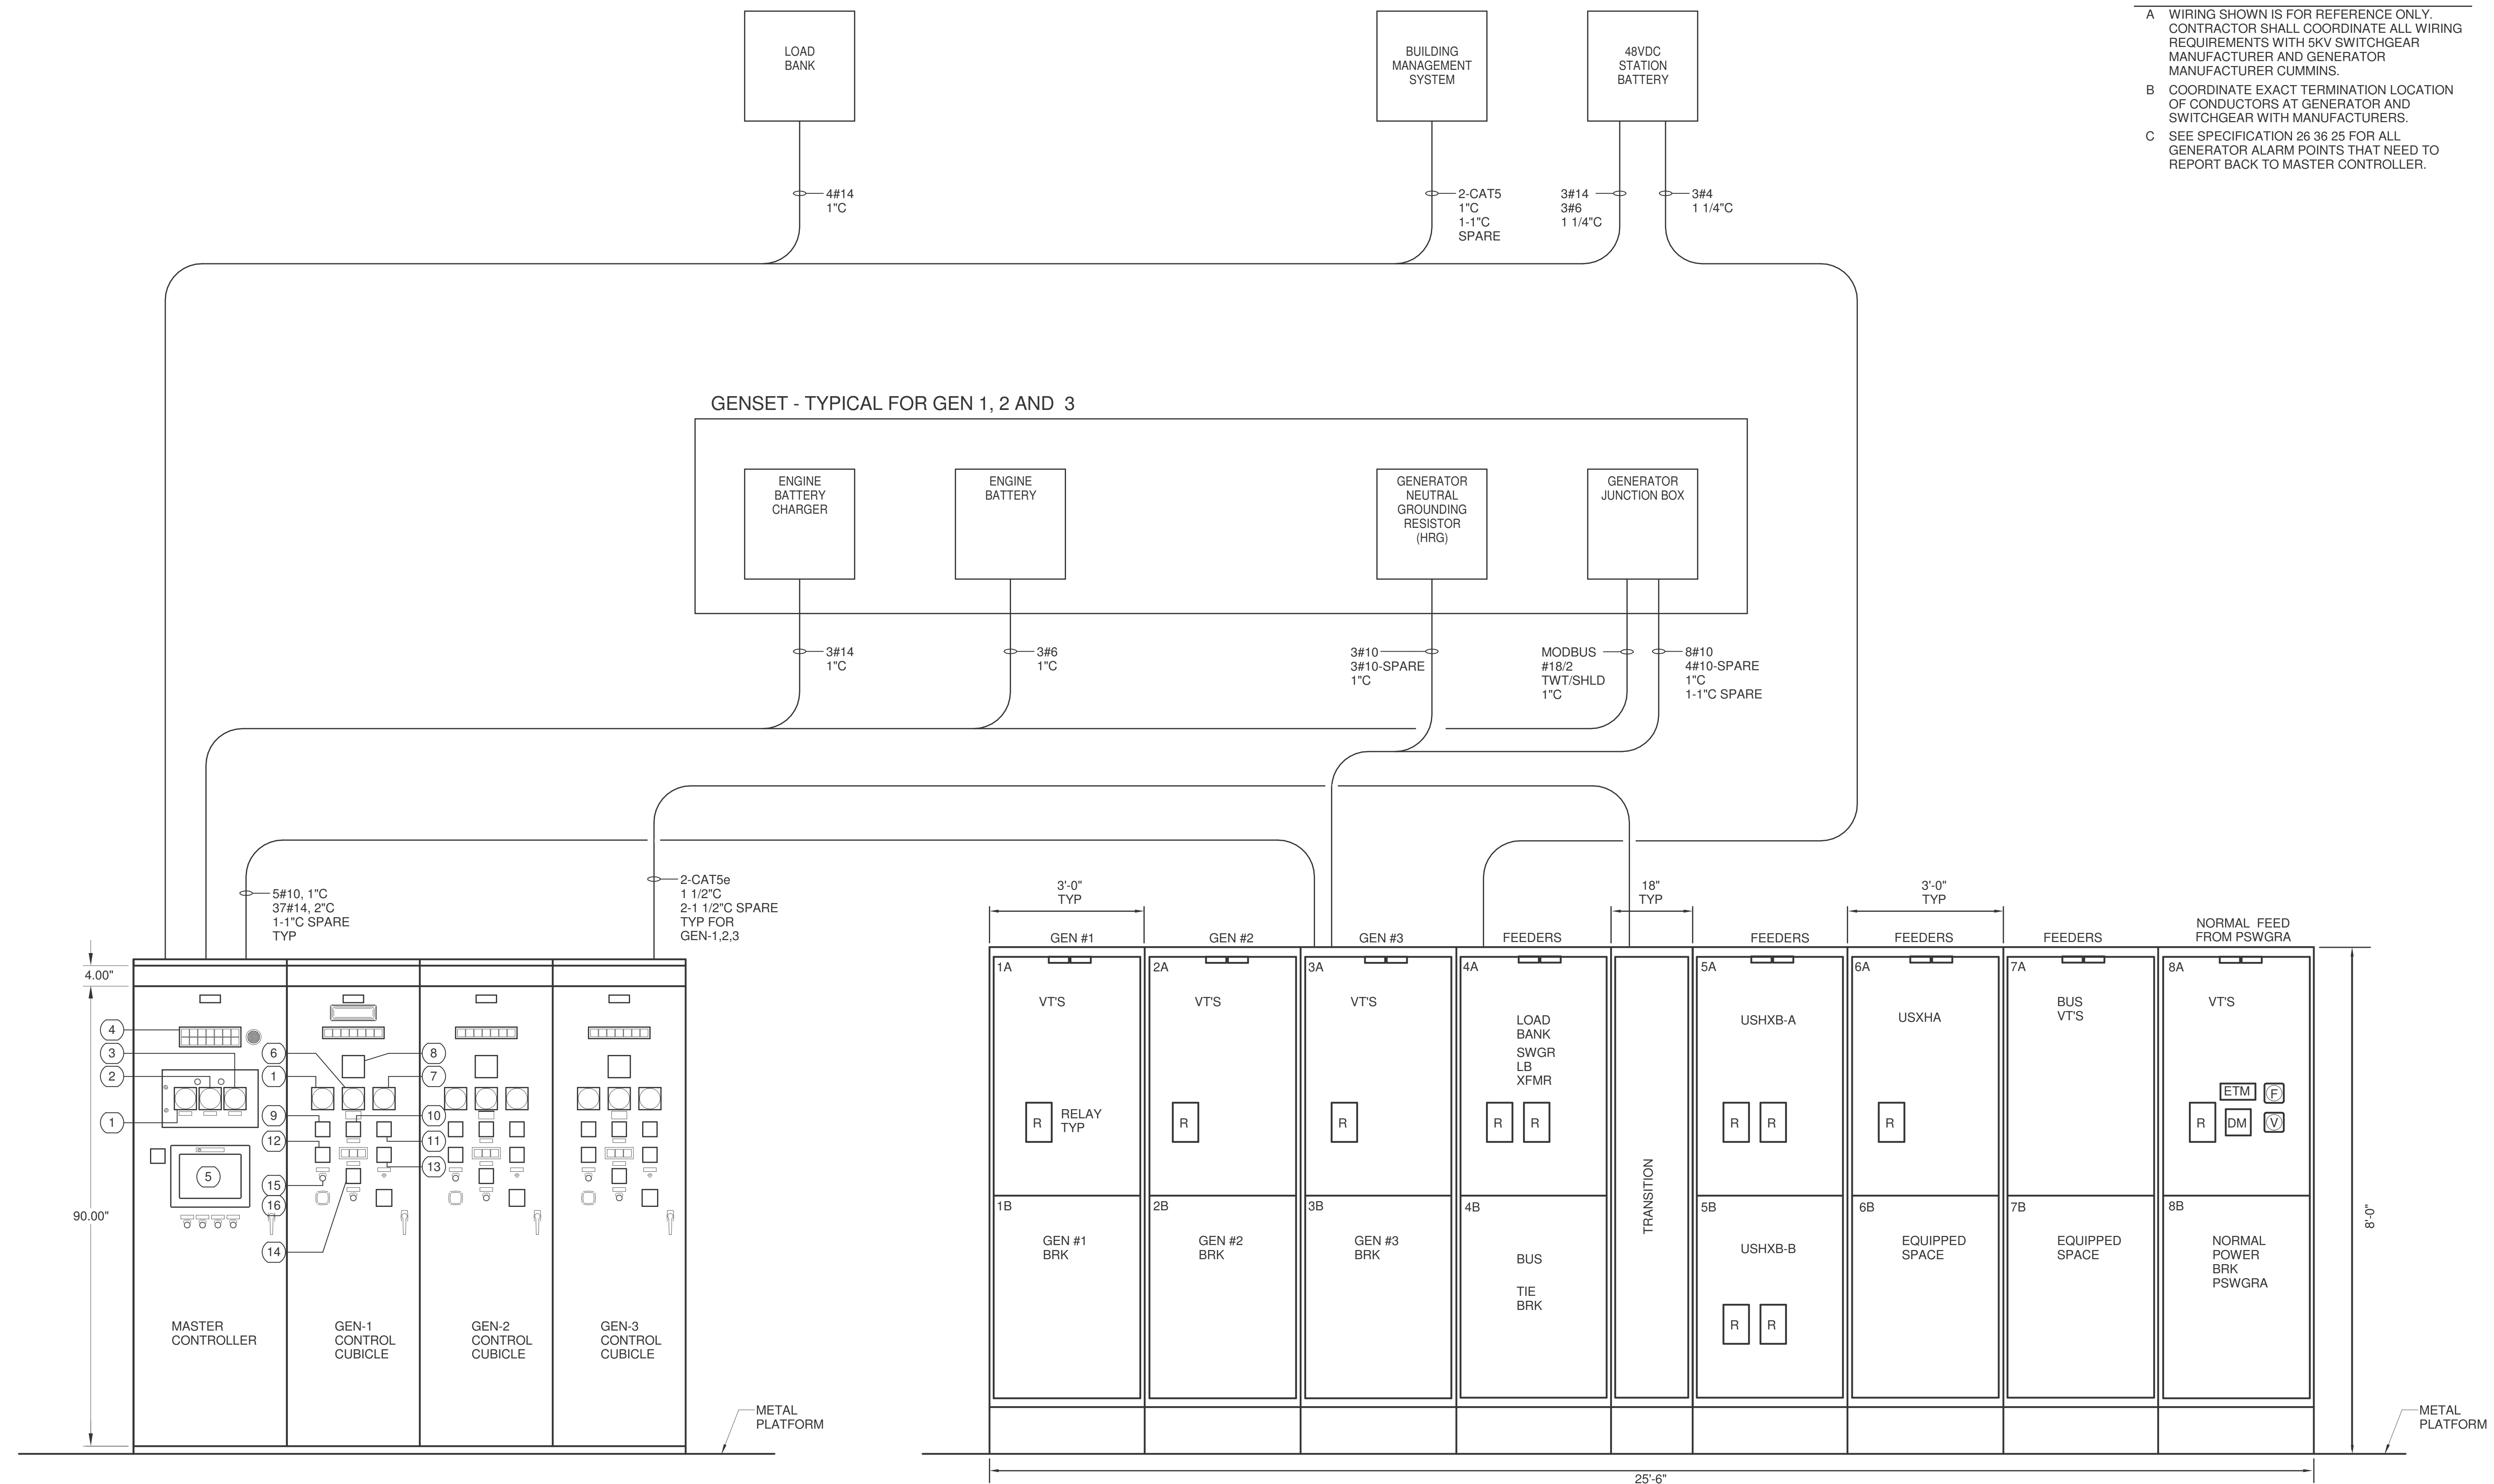 LOAD
BANK
BUILDING
MANAGEMENT
SYSTEM
48VDC
STATION
BATTERY
A WIRING SHOWN IS FOR REFERENCE ONLY.
CONTRACTOR SHALL COORDINATE ALL WIRING
REQUIREMENTS WITH 5KV SWITCHGEAR
MANUFACTURER AND GENERATOR
MANUFACTURER CUMMINS.
B COORDINATE EXACT TERMINATION LOCATION
OF CONDUCTORS AT GENERATOR AND
SWITCHGEAR WITH MANUFACTURERS.
C SEE SPECIFICATION 26 36 25 FOR ALL
GENERATOR ALARM POINTS THAT NEED TO
REPORT BACK TO MASTER CONTROLLER.
4#14
1"C
2-CAT5
1"C
1-1"C
SPARE
3#14
3#6
1 1/4"C
3#4
1 1/4"C
GENSET - TYPICAL FOR GEN 1, 2 AND 3
ENGINE
BATTERY
CHARGER
ENGINE
BATTERY
GENERATOR
NEUTRAL
GROUNDING
RESISTOR
(HRG)
GENERATOR
JUNCTION BOX
3#14
1"C
3#6
1"C
3#10
3#10-SPARE
1"C
MODBUS
#18/2
TWT/SHLD
1"C
8#10
4#10-SPARE
1"C
1-1"C SPARE
5#10, 1"C
37#14, 2"C
1-1"C SPARE
TYP
2-CAT5e
1 1/2"C
2-1 1/2"C SPARE
TYP FOR
GEN-1,2,3
4.00"
90.00"
4
3
2
1
5
6
1
9
12
15
16
14
8
7
10
11
13
MASTER
CONTROLLER
GEN-1
CONTROL
CUBICLE
GEN-2
CONTROL
CUBICLE
GEN-3
CONTROL
CUBICLE
METAL
PLATFORM
3'-0"
TYP
18"
TYP
3'-0"
TYP
GEN #1
GEN #2
GEN #3
FEEDERS
FEEDERS
FEEDERS
FEEDERS
NORMAL FEED
FROM PSWGRA
1A
VT'S
R
RELAY
TYP
1B
GEN #1
BRK
2A
VT'S
R
2B
GEN #2
BRK
3A
VT'S
R
3B
GEN #3
BRK
4A
LOAD
BANK
SWGR
LB
XFMR
R
R
4B
BUS
TIE
BRK
TRANSITION
5A
USHXB-A
R
R
5B
USHXB-B
R
R
6A
USXHA
R
6B
EQUIPPED
SPACE
7A
BUS
VT'S
7B
EQUIPPED
SPACE
8A
VT'S
ETM
F
R
DM
V
8B
NORMAL
POWER
BRK
PSWGRA
8'-0"
METAL
PLATFORM
25'-6"